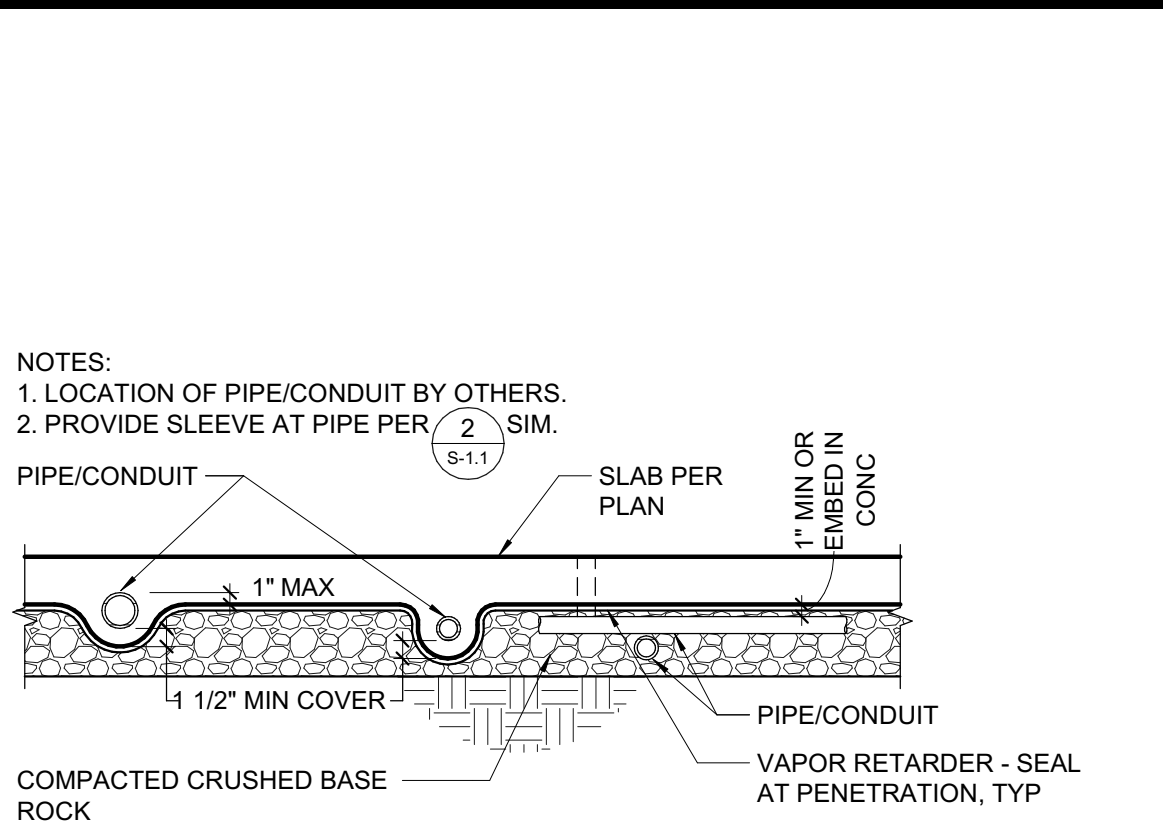 NOTES:
1. LOCATION OF PIPE/CONDUIT BY OTHERS.
2. PROVIDE SLEEVE AT PIPE PER 2 SIM.
S-1.1
PIPE/CONDUIT
SLAB PER
PLAN
1" MIN OR
EMBED IN
CONC
1" MAX
1 1/2" MIN COVER
PIPE/CONDUIT
VAPOR RETARDER - SEAL
AT PENETRATION, TYP
COMPACTED CRUSHED BASE
ROCK